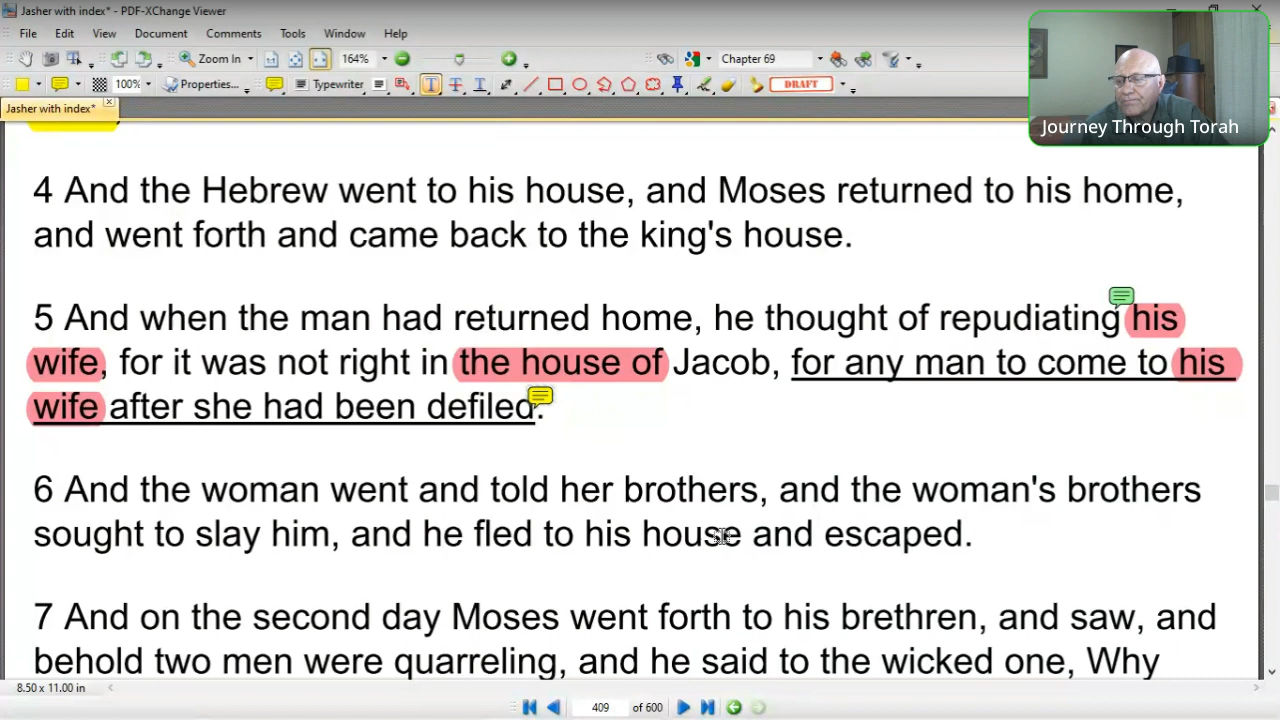 Jasher with index* - PDF-XChange Viewer
File Edit View Document Comments Tools Window Help
Zoom In 164% Chapter 69
100% Properties... Typewriter DRAFT
Jasher with index*
Journey Through Torah
4 And the Hebrew went to his house, and Moses returned to his home,
and went forth and came back to the king's house.
5 And when the man had returned home, he thought of repudiating his
wife, for it was not right in the house of Jacob, for any man to come to his
wife after she had been defiled.
6 And the woman went and told her brothers, and the woman's brothers
sought to slay him, and he fled to his house and escaped.
7 And on the second day Moses went forth to his brethren, and saw, and
behold two men were quarreling, and he said to the wicked one, Why
8.50 x 11.00 in
409 of 600